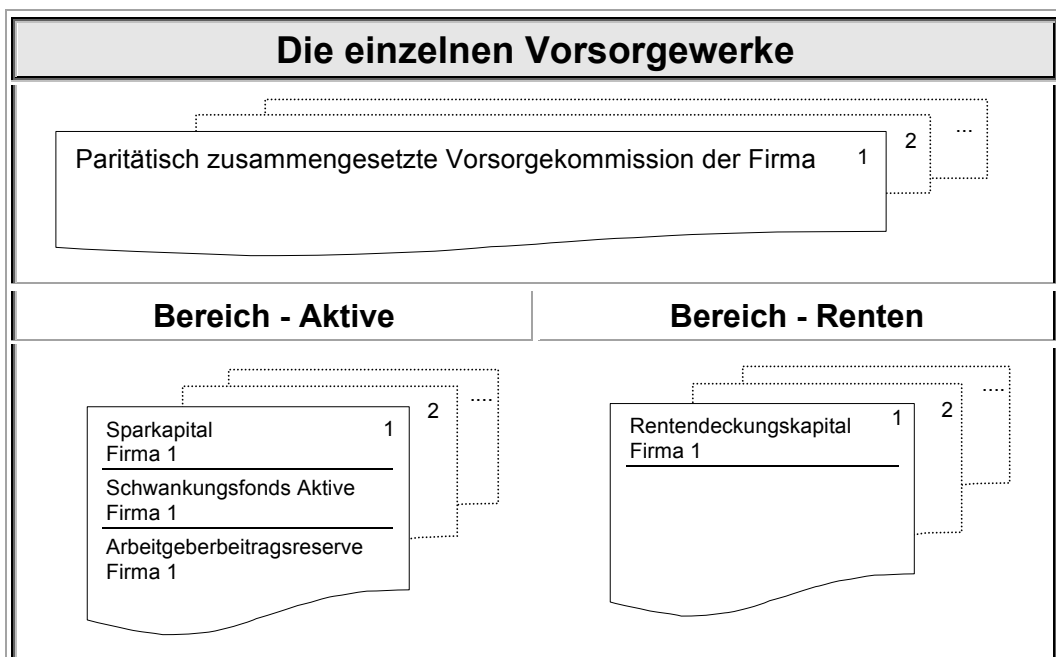 Die einzelnen Vorsorgewerke
...
2
Paritätisch zusammengesetzte Vorsorgekommission der Firma 1
Bereich - Aktive
Bereich - Renten
....
2
Sparkapital 1
Firma 1
Schwankungsfonds Aktive
Firma 1
Arbeitgeberbeitragsreserve
Firma 1
....
2
Rentendeckungskapital 1
Firma 1